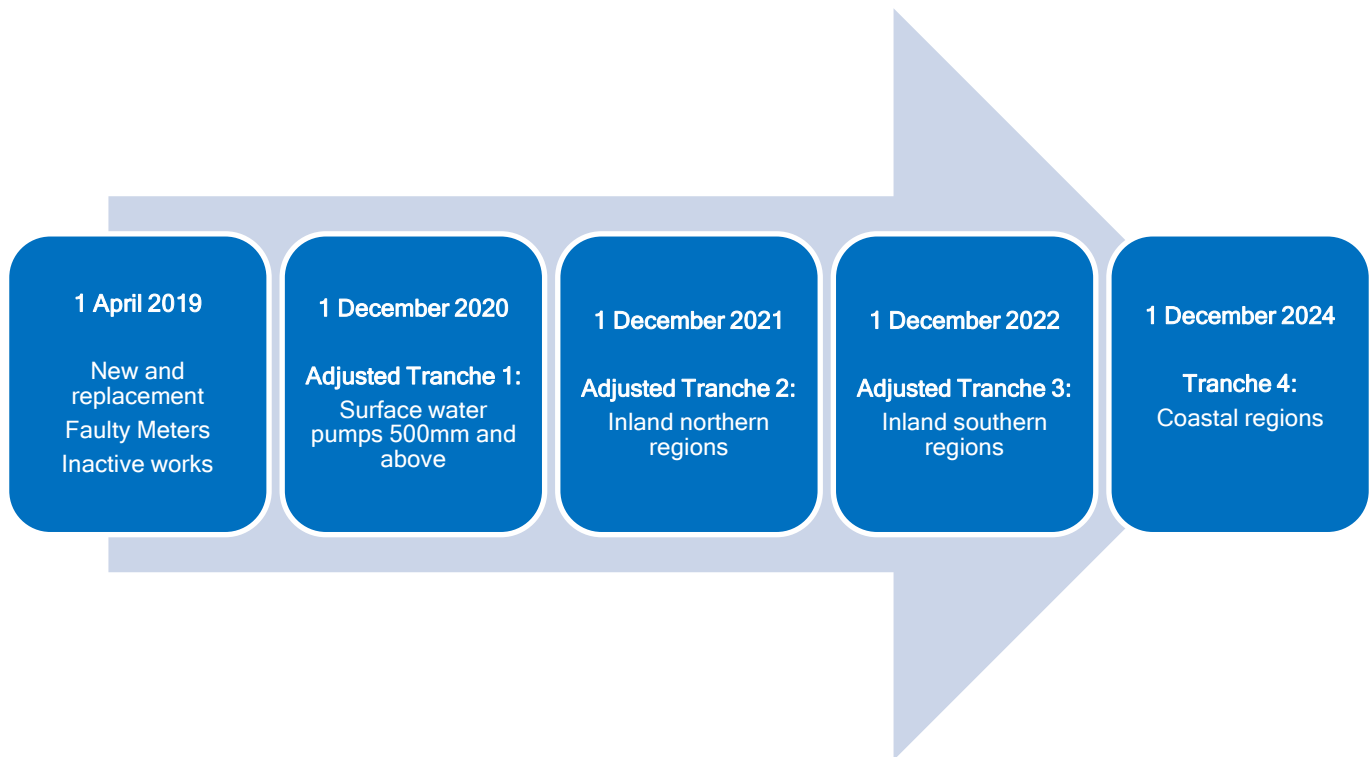 1 April 2019
New and
replacement
Faulty Meters
Inactive works
1 December 2020
Adjusted Tranche 1:
Surface water
pumps 500mm and
above
1 December 2021
Adjusted Tranche 2:
Inland northern
regions
1 December 2022
Adjusted Tranche 3:
Inland southern
regions
1 December 2024
Tranche 4:
Coastal regions